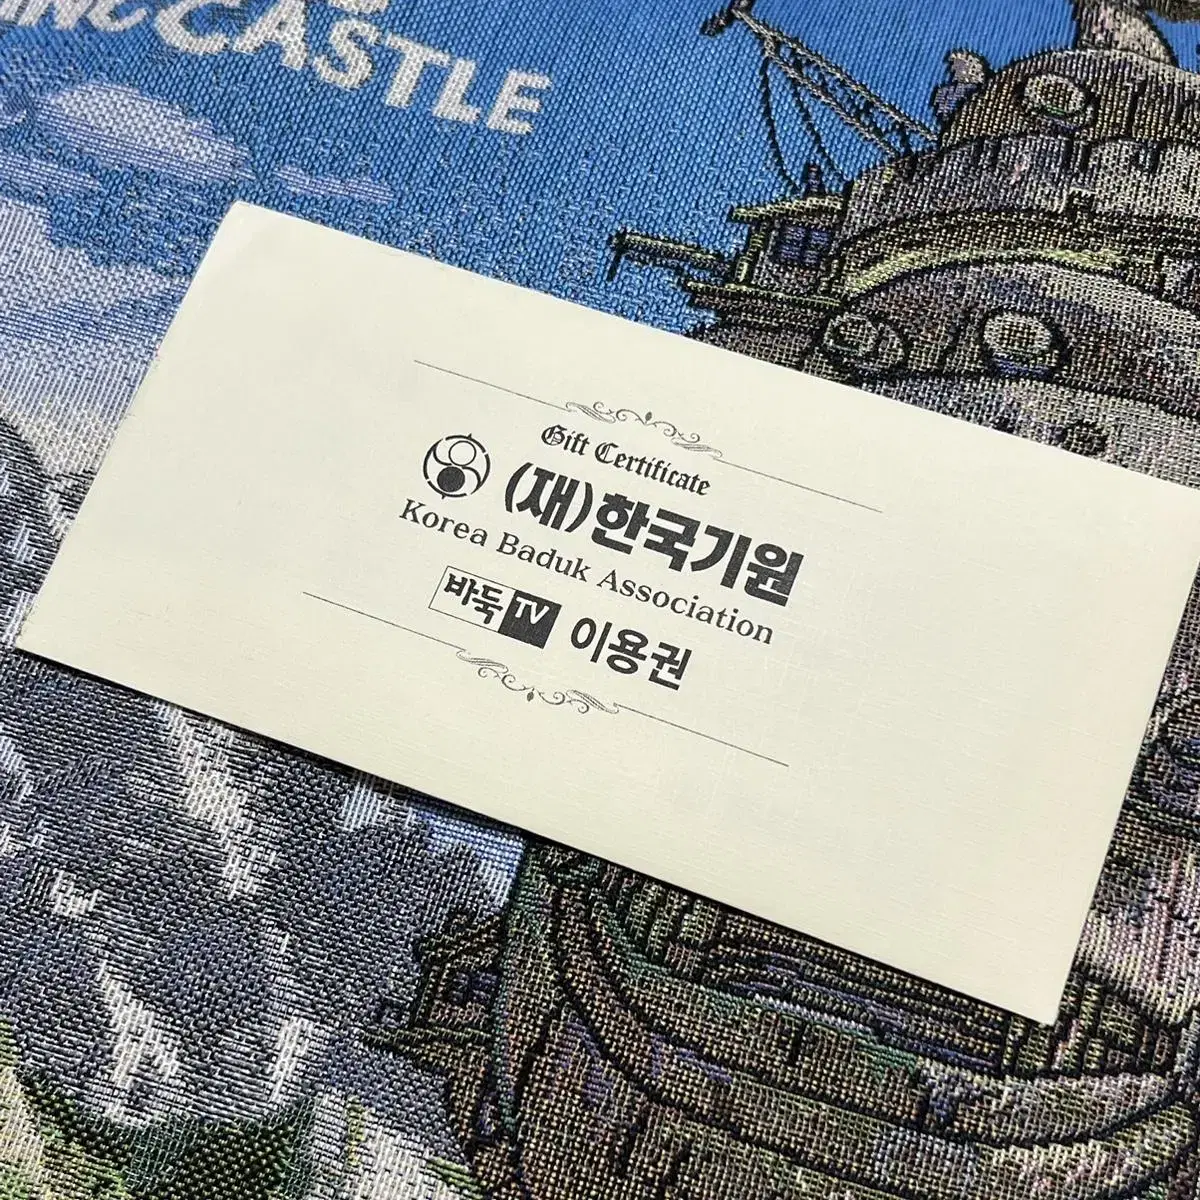 CASTLE
Gift Certificate
(재)한국기원
Korea Baduk Association
바둑TV 이용권